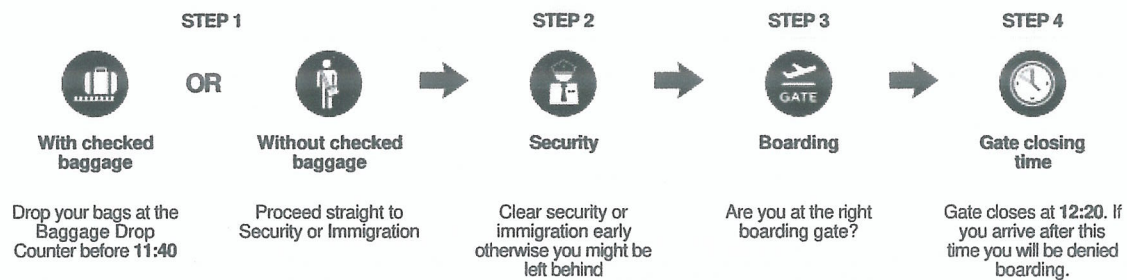 STEP 1
STEP 2
STEP 3
STEP 4
OR
GATE
With checked
baggage
Without checked
baggage
Security
Boarding
Gate closing
time
Drop your bags at the
Baggage Drop
Counter before 11:40
Proceed straight to
Security or Immigration
Clear security or
immigration early
otherwise you might be
left behind
Are you at the right
boarding gate?
Gate closes at 12:20. If
you arrive after this
time you will be denied
boarding.